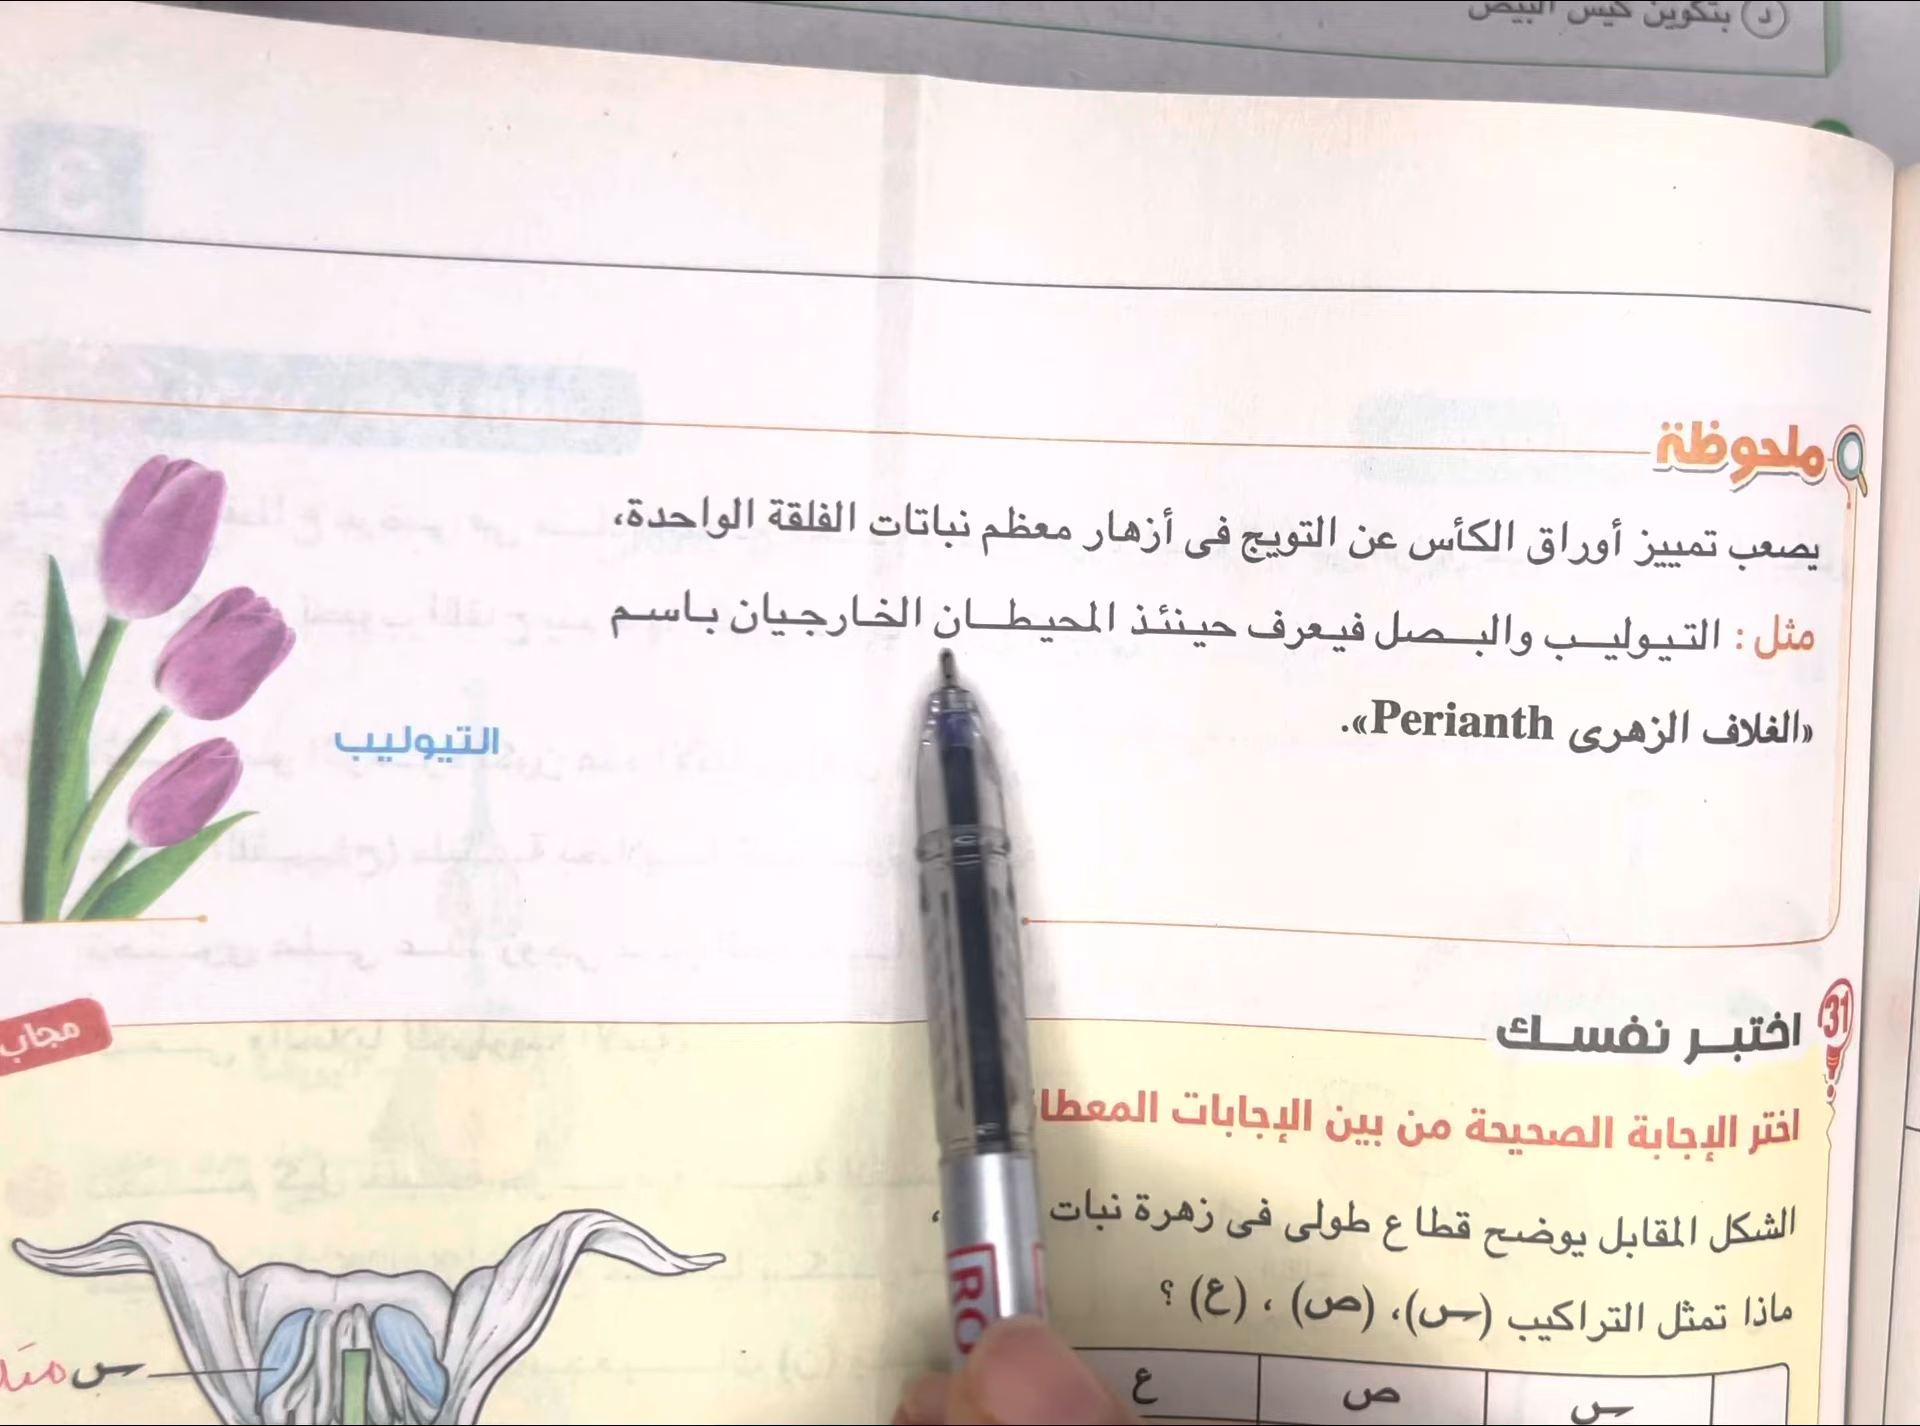 د بتكوين كيس البيض
ملحوظة
يصعب تمييز أوراق الكأس عن التويج فى أزهار معظم نباتات الفلقة الواحدة،
مثل : التيوليب والبصل فيعرف حينئذ المحيطان الخارجيان باسم
«الغلاف الزهرى Perianth».
التيوليب
31 اختبر نفسك
مجاب
اختر الإجابة الصحيحة من بين الإجابات
الشكل المقابل يوضح قطاع طولى فى زهرة نبات
ماذا تمثل التراكيب (س)، (ص) ، (ع) ؟
س
س ص ع
RO